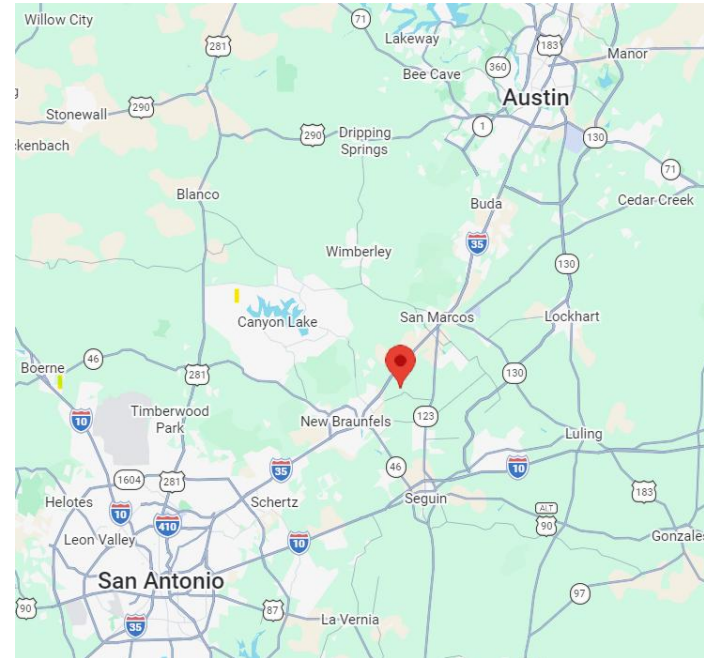 Willow City
71
Lakeway
183
281
Manor
Bee Cave
360
Austin
290
Stonewall
1
130
290
Dripping
Springs
ckenbach
71
Blanco
Cedar Creek
Buda
35
Wimberley
130
Canyon Lake
San Marcos
Lockhart
46
Boerne
281
130
10
Timberwood
Park
New Braunfels
123
Luling
35
46
10
1604
281
Helotes
10
Schertz
Seguin
183
410
ALT
90
Leon Valley
10
Gonzales
San Antonio
97
90
87
La Vernia
35